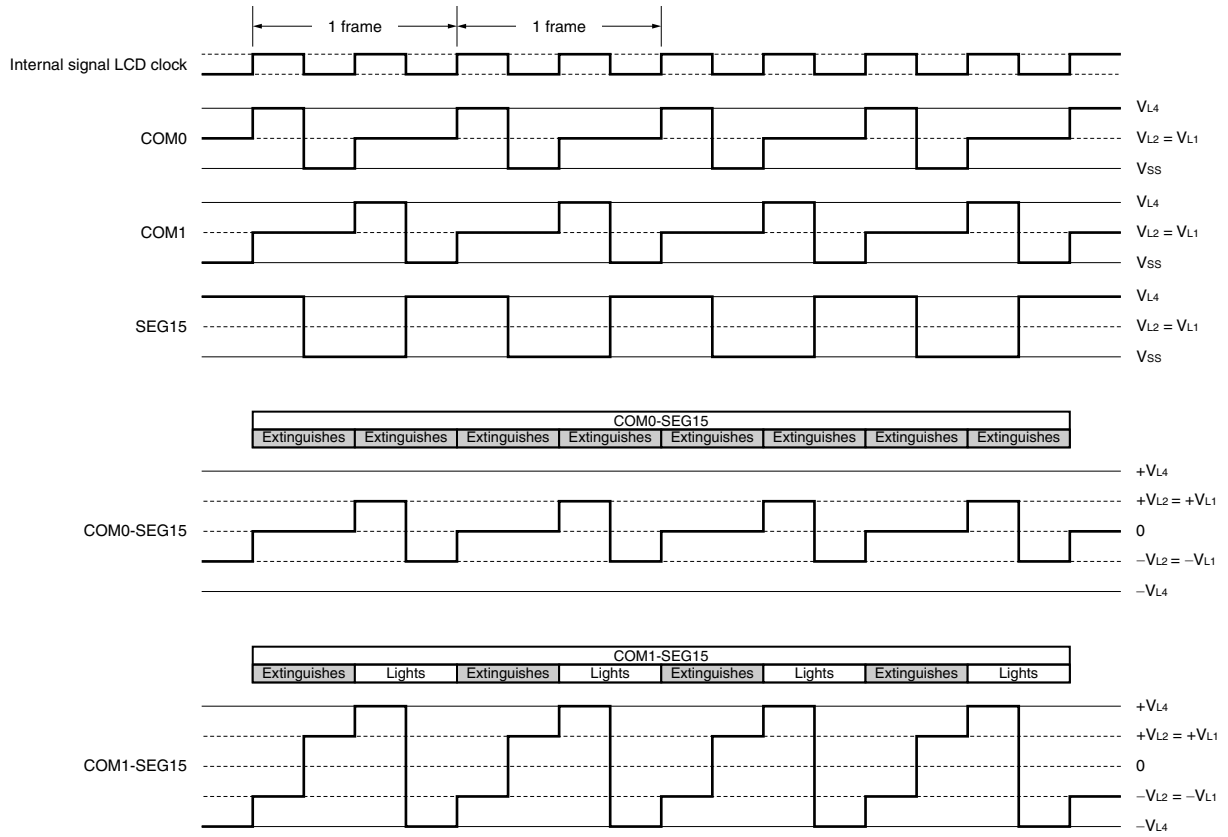 1 frame 1 frame
Internal signal LCD clock
VL4
COM0 VL2 = VL1
VSS
VL4
COM1 VL2 = VL1
VSS
VL4
SEG15 VL2 = VL1
VSS
COM0-SEG15
Extinguishes Extinguishes Extinguishes Extinguishes Extinguishes Extinguishes Extinguishes Extinguishes
+VL4
+VL2 = +VL1
COM0-SEG15 0
−VL2 = −VL1
−VL4
COM1-SEG15
Extinguishes Lights Extinguishes Lights Extinguishes Lights Extinguishes Lights
+VL4
+VL2 = +VL1
COM1-SEG15 0
−VL2 = −VL1
−VL4